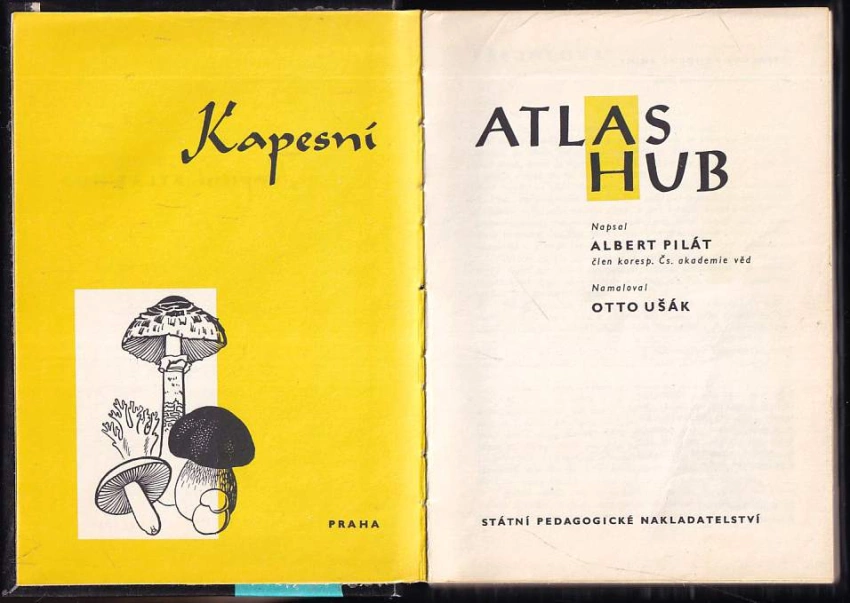 Kapesní
PRAHA
ATLAS
HUB
Napsal
ALBERT PILÁT
člen koresp. Čs. akademie věd
Namaloval
OTTO UŠÁK
STÁTNÍ PEDAGOGICKÉ NAKLADATELSTVÍ